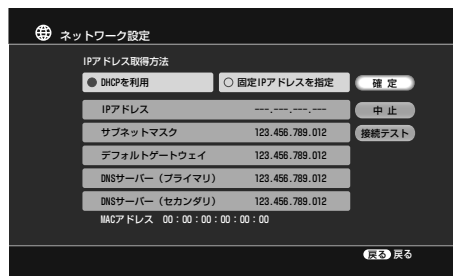 ネットワーク設定
IPアドレス取得方法
● DHCPを利用 ○ 固定IPアドレスを指定 確 定
IPアドレス ---.---.---.--- 中 止
サブネットマスク 123.456.789.012 接続テスト
デフォルトゲートウェイ 123.456.789.012
DNSサーバー（プライマリ） 123.456.789.012
DNSサーバー（セカンダリ） 123.456.789.012
MACアドレス 00：00：00：00：00：00
戻る 戻る